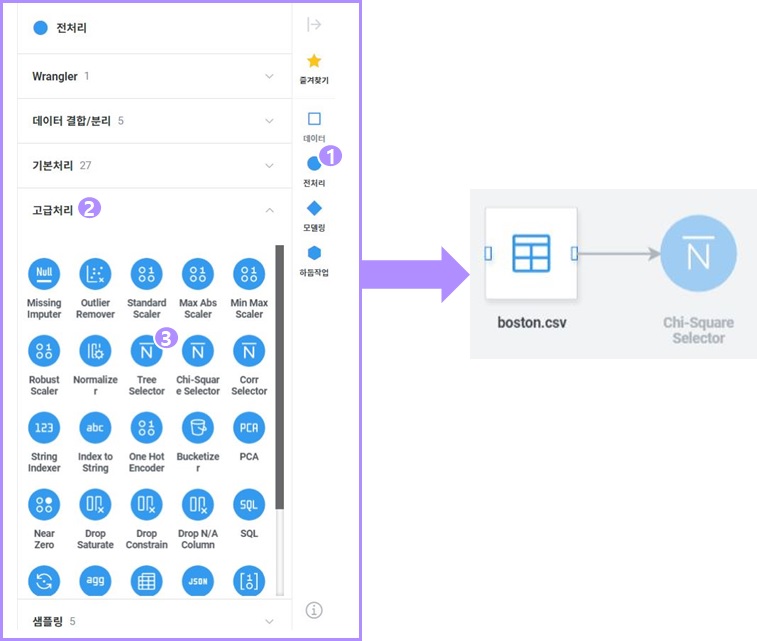 전처리
Wrangler 1
데이터 결합/분리 5
기본처리 27
고급처리 2
Null
Missing
Imputer
Outlier
Remover
Standard
Scaler
Max Abs
Scaler
Min Max
Scaler
3
Robust
Scaler
Normalize
r
N
Tree
Selector
N
Chi-Squar
e Selector
N
Corr
Selector
123
String
Indexer
abc
Index to
String
One Hot
Encoder
Bucketize
r
PCA
PCA
Near
Zero
Drop
Saturate
Drop
Constrain
Drop N/A
Column
SQL
SQL
agg
JSON
[1 0]
샘플링 5
즐겨찾기
데이터
1
전처리
모델링
하둡작업
boston.csv
N
Chi-Square
Selector